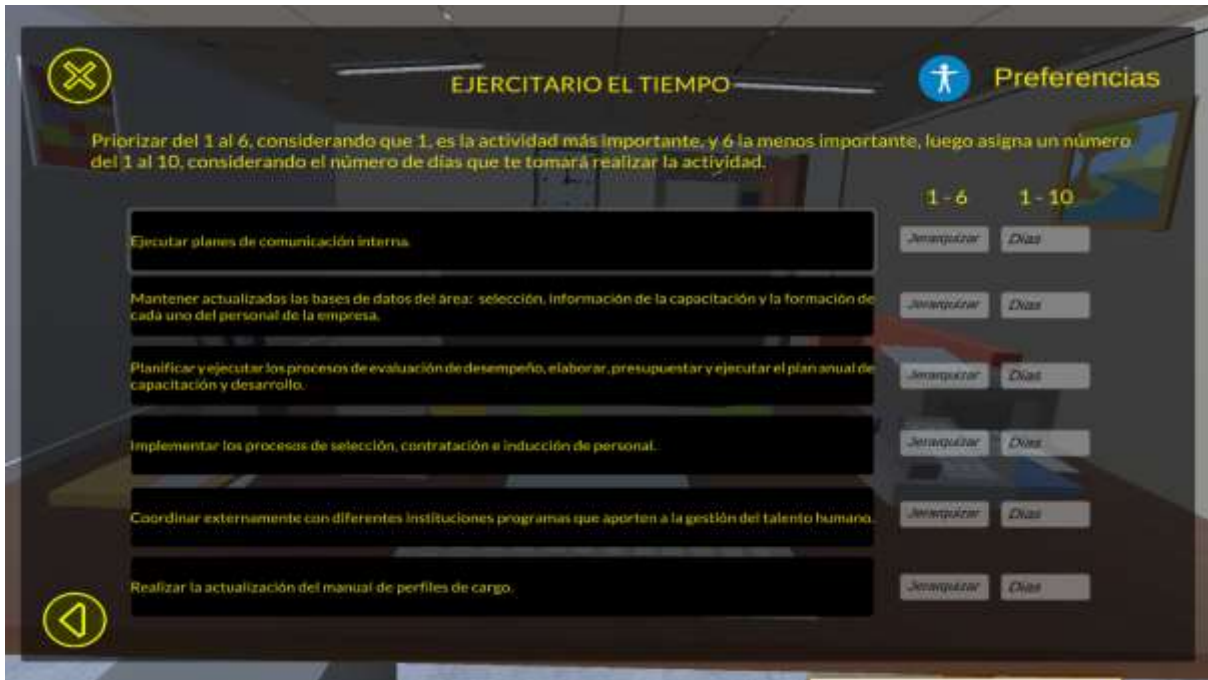 EJERCITARIO EL TIEMPO
Preferencias
Priorizar del 1 al 6, considerando que 1, es la actividad más importante, y 6 la menos importante, luego asigna un número
del 1 al 10, considerando el número de días que te tomará realizar la actividad.
1 - 6 1 - 10
Ejecutar planes de comunicación interna.
Jerarquizar Días
Mantener actualizadas las bases de datos del área: selección, información de la capacitación y la formación de
cada uno del personal de la empresa.
Jerarquizar Días
Planificar y ejecutar los procesos de evaluación de desempeño, elaborar, presupuestar y ejecutar el plan anual de
capacitación y desarrollo.
Jerarquizar Días
Implementar los procesos de selección, contratación e inducción de personal.
Jerarquizar Días
Coordinar externamente con diferentes instituciones programas que aporten a la gestión del talento humano.
Jerarquizar Días
Realizar la actualización del manual de perfiles de cargo.
Jerarquizar Días